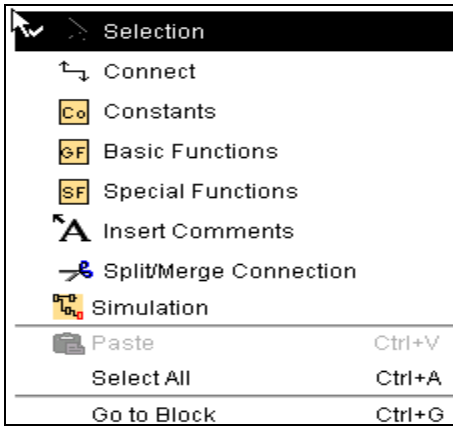 Selection
Connect
Co Constants
GF Basic Functions
SF Special Functions
A Insert Comments
Split/Merge Connection
Simulation
Paste Ctrl+V
Select All Ctrl+A
Go to Block Ctrl+G